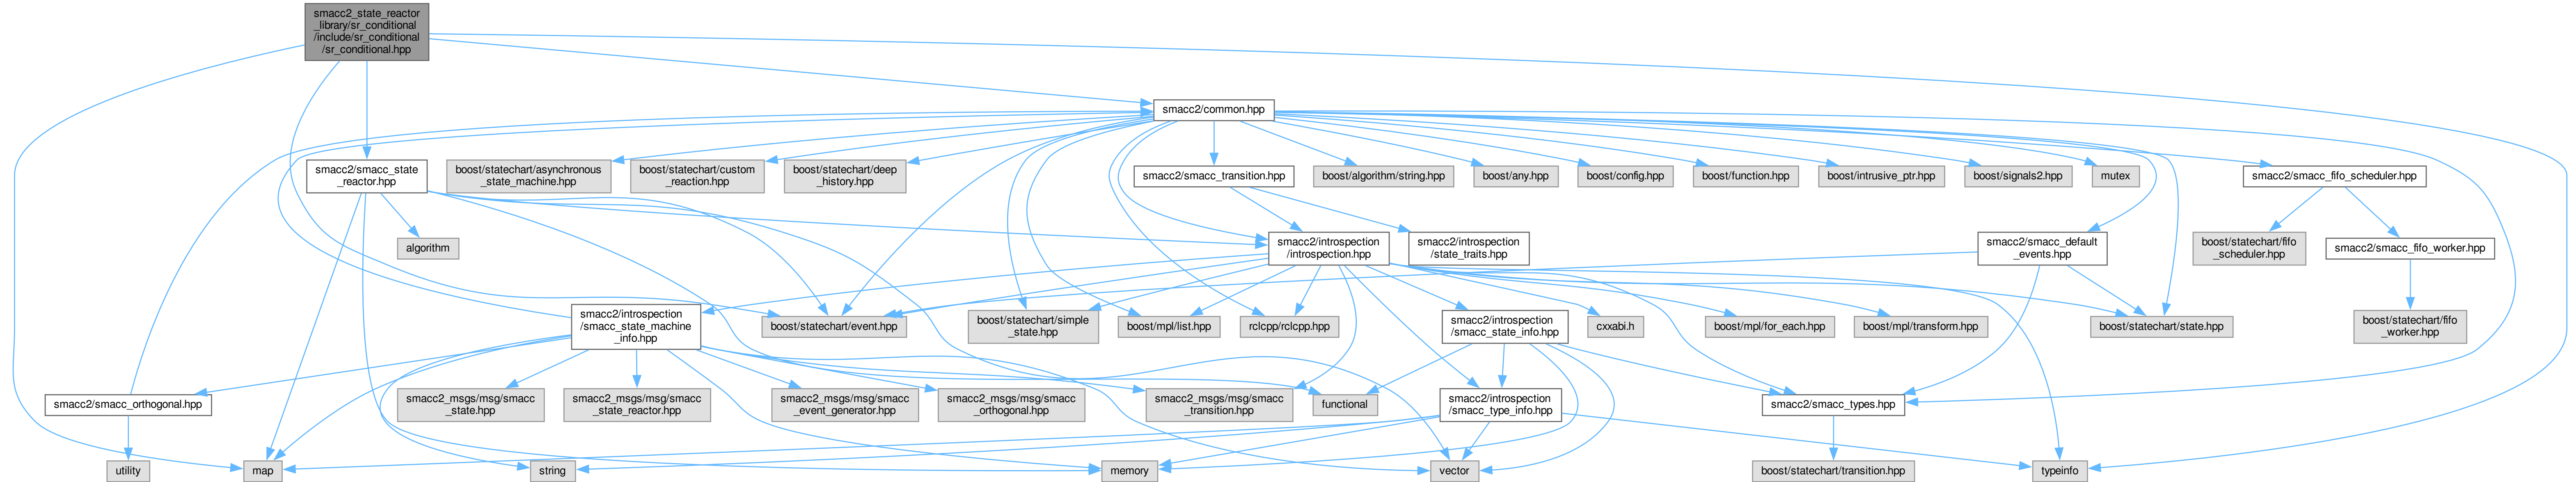 smacc2_state_reactor
_library/sr_conditional
/include/sr_conditional
/sr_conditional.hpp
smacc2/common.hpp
smacc2/smacc_state
_reactor.hpp
boost/statechart/asynchronous
_state_machine.hpp
boost/statechart/custom
_reaction.hpp
boost/statechart/deep
_history.hpp
smacc2/smacc_transition.hpp
boost/algorithm/string.hpp
boost/any.hpp
boost/config.hpp
boost/function.hpp
boost/intrusive_ptr.hpp
boost/signals2.hpp
mutex
smacc2/smacc_fifo_scheduler.hpp
algorithm
smacc2/introspection
/introspection.hpp
smacc2/introspection
/state_traits.hpp
smacc2/smacc_default
_events.hpp
boost/statechart/fifo
_scheduler.hpp
smacc2/smacc_fifo_worker.hpp
smacc2/introspection
/smacc_state_machine
_info.hpp
boost/statechart/event.hpp
boost/statechart/simple
_state.hpp
boost/mpl/list.hpp
rclcpp/rclcpp.hpp
smacc2/introspection
/smacc_state_info.hpp
cxxabi.h
boost/mpl/for_each.hpp
boost/mpl/transform.hpp
boost/statechart/state.hpp
boost/statechart/fifo
_worker.hpp
smacc2/smacc_orthogonal.hpp
smacc2_msgs/msg/smacc
_state.hpp
smacc2_msgs/msg/smacc
_state_reactor.hpp
smacc2_msgs/msg/smacc
_event_generator.hpp
smacc2_msgs/msg/smacc
_orthogonal.hpp
smacc2_msgs/msg/smacc
_transition.hpp
functional
smacc2/introspection
/smacc_type_info.hpp
smacc2/smacc_types.hpp
utility
map
string
memory
vector
boost/statechart/transition.hpp
typeinfo